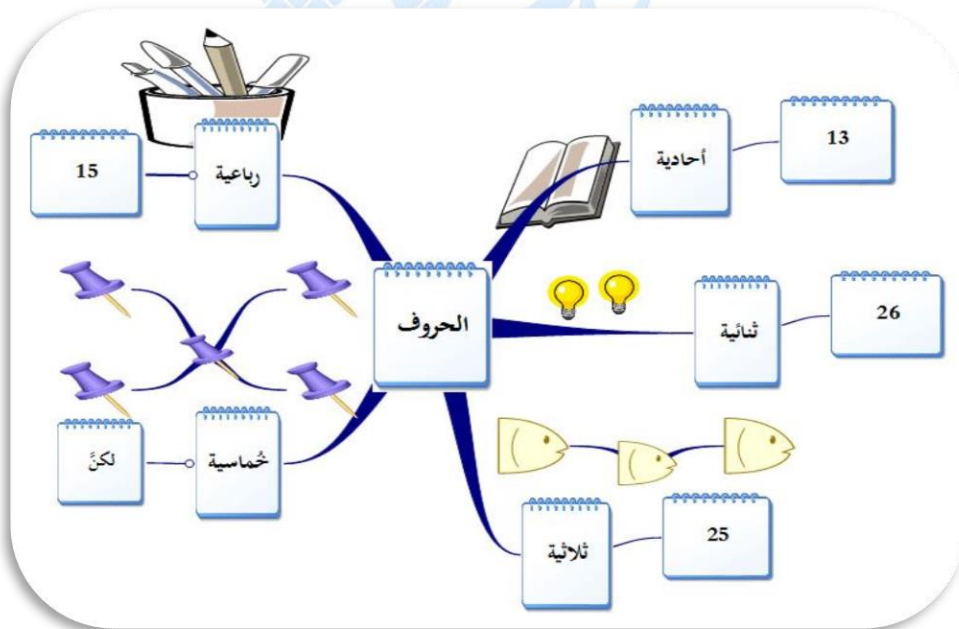 الحروف
أحادية
13
ثنائية
26
ثلاثية
25
رباعية
15
خُماسية
لكنَّ